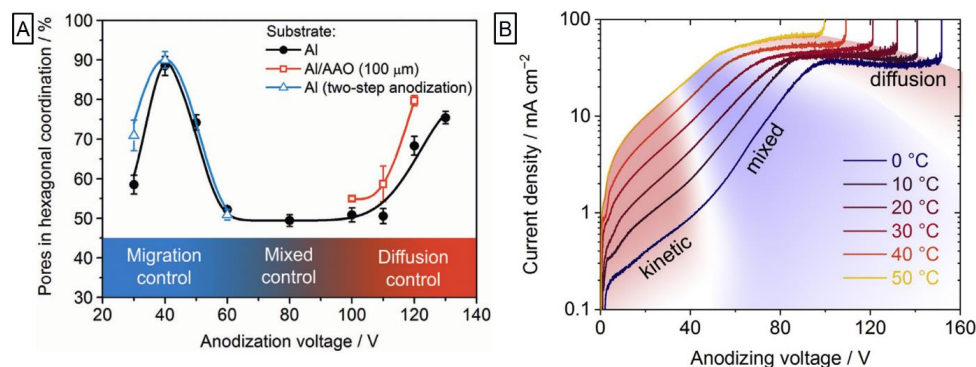 A
Pores in hexagonal coordination / %
100
90
80
70
60
50
40
30
Substrate:
Al
Al/AAO (100 μm)
Al (two-step anodization)
Migration
control
Mixed
control
Diffusion
control
20 40 60 80 100 120 140
Anodization voltage / V
B
Current density / mA cm⁻²
100
10
1
0.1
diffusion
mixed
kinetic
0 °C
10 °C
20 °C
30 °C
40 °C
50 °C
0 40 80 120 160
Anodizing voltage / V